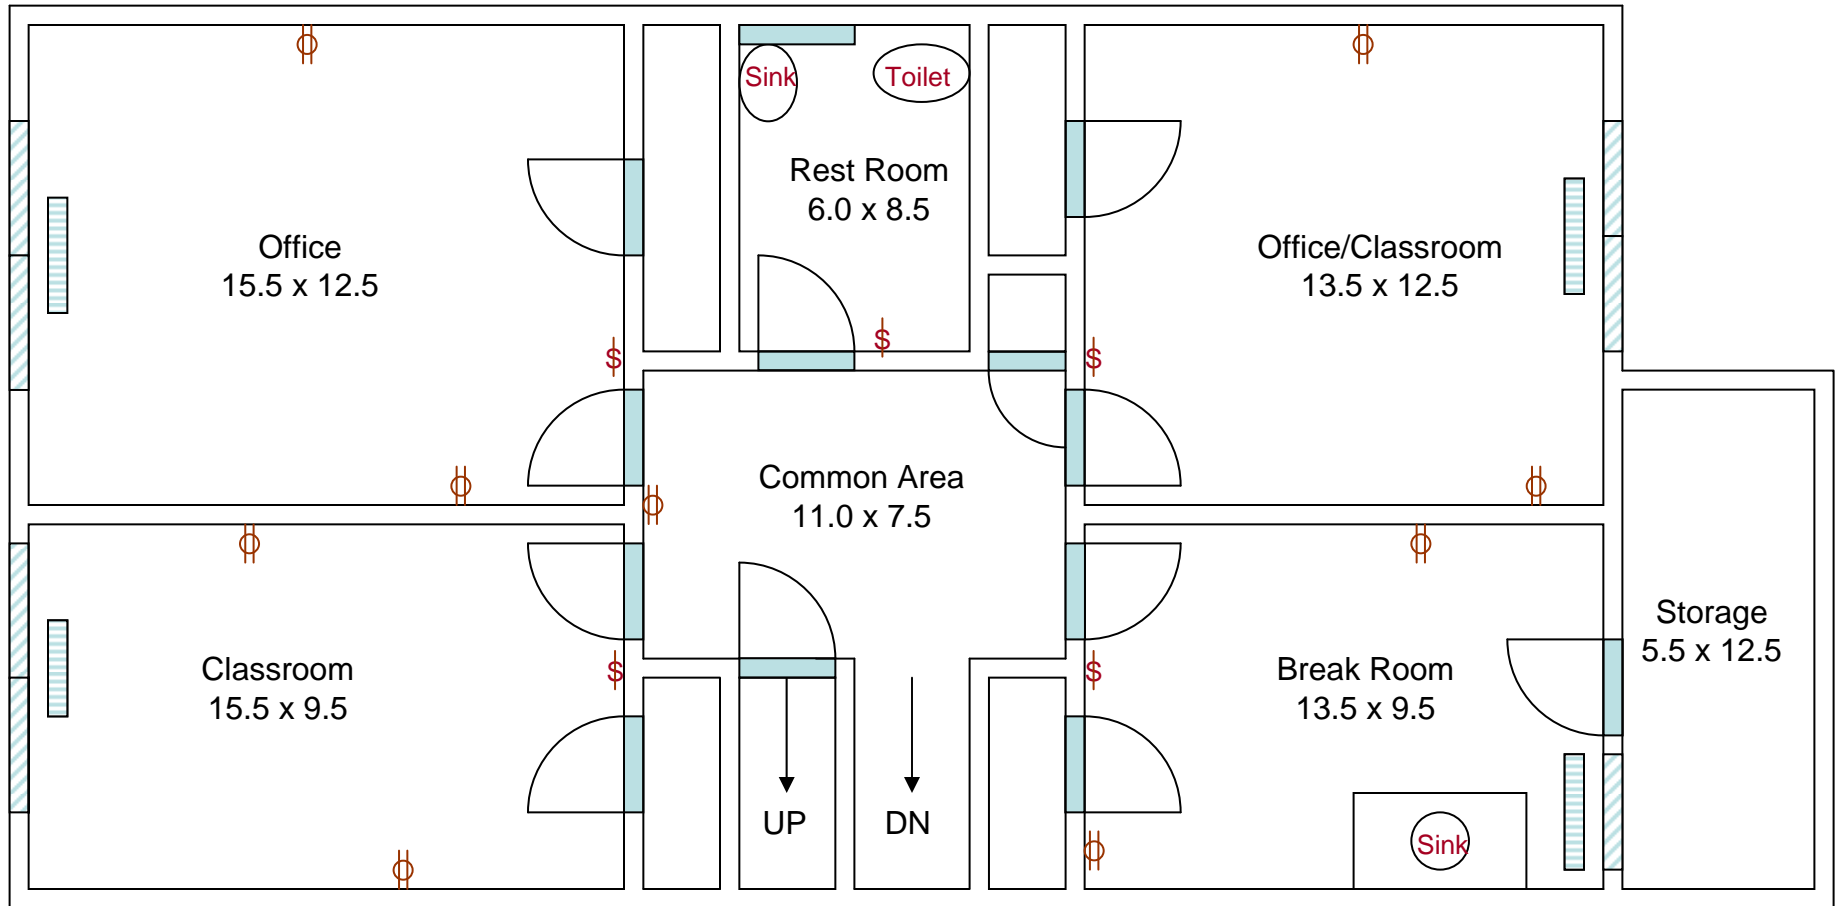 Sink
Toilet
Rest Room
6.0 x 8.5
Office
15.5 x 12.5
Office/Classroom
13.5 x 12.5
$
$
$
Common Area
11.0 x 7.5
Classroom
15.5 x 9.5
$
$
Break Room
13.5 x 9.5
Storage
5.5 x 12.5
UP
DN
Sink